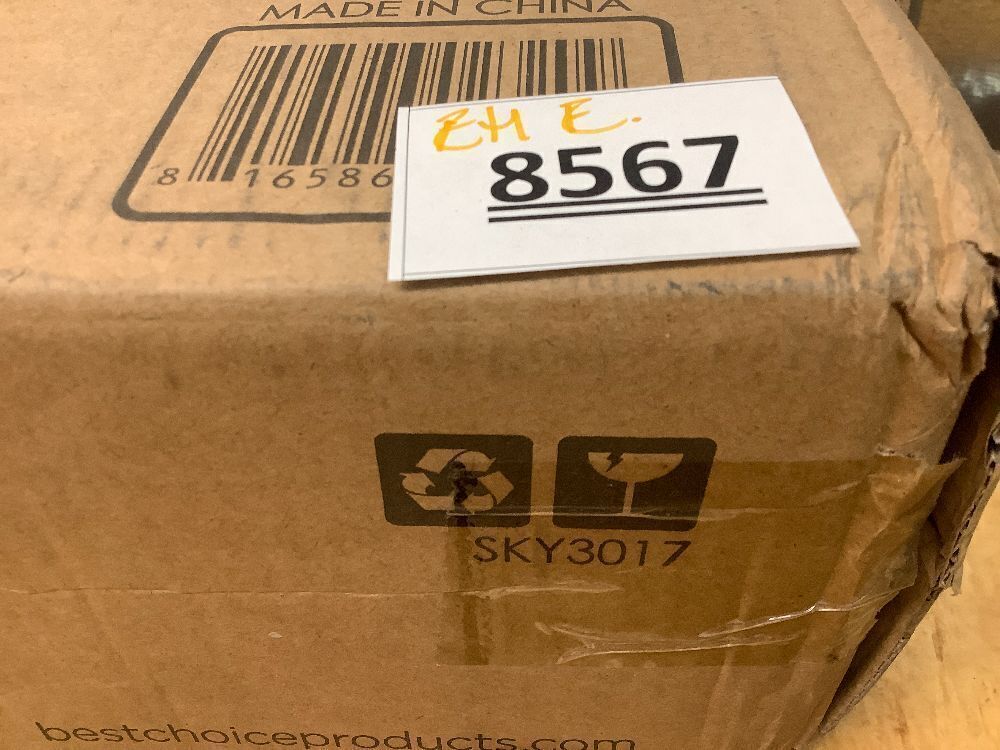 MADE IN CHINA
8 16586
EH E.
8567
SKY3017
bestchoiceproducts.com